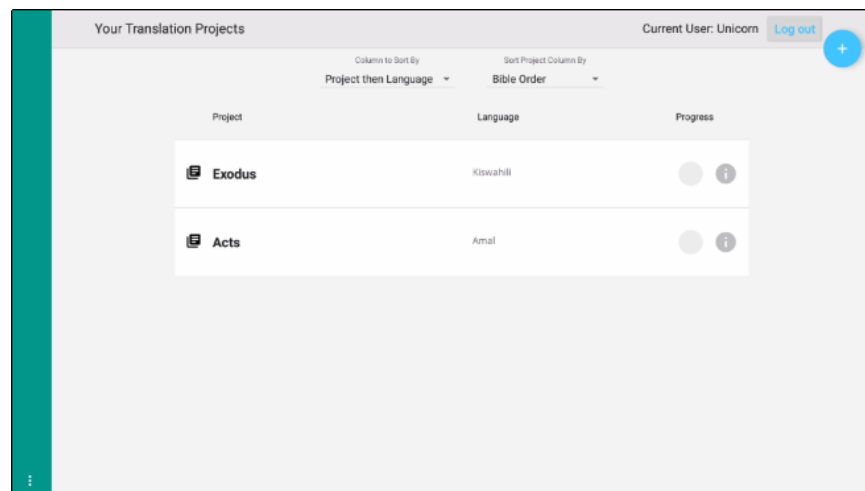 Your Translation Projects Current User: Unicorn Log out
+
Column to Sort By Sort Project Column By
Project then Language Bible Order
Project Language Progress
Exodus Kiswahili i
Acts Amal i